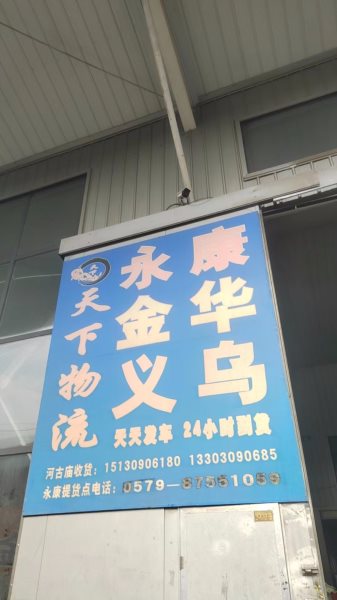 天下物流
永康
金华
义乌
天天发车 24小时到货
河古庙收货：15130906180 13303090685
永康提货点电话：0579-87551059